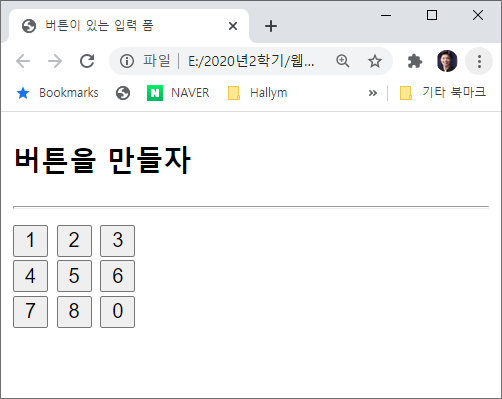 버튼이 있는 입력 폼
파일 E:/2020년2학기/웹...
Bookmarks NAVER Hallym 기타 북마크
버튼을 만들자
1 2 3
4 5 6
7 8 0